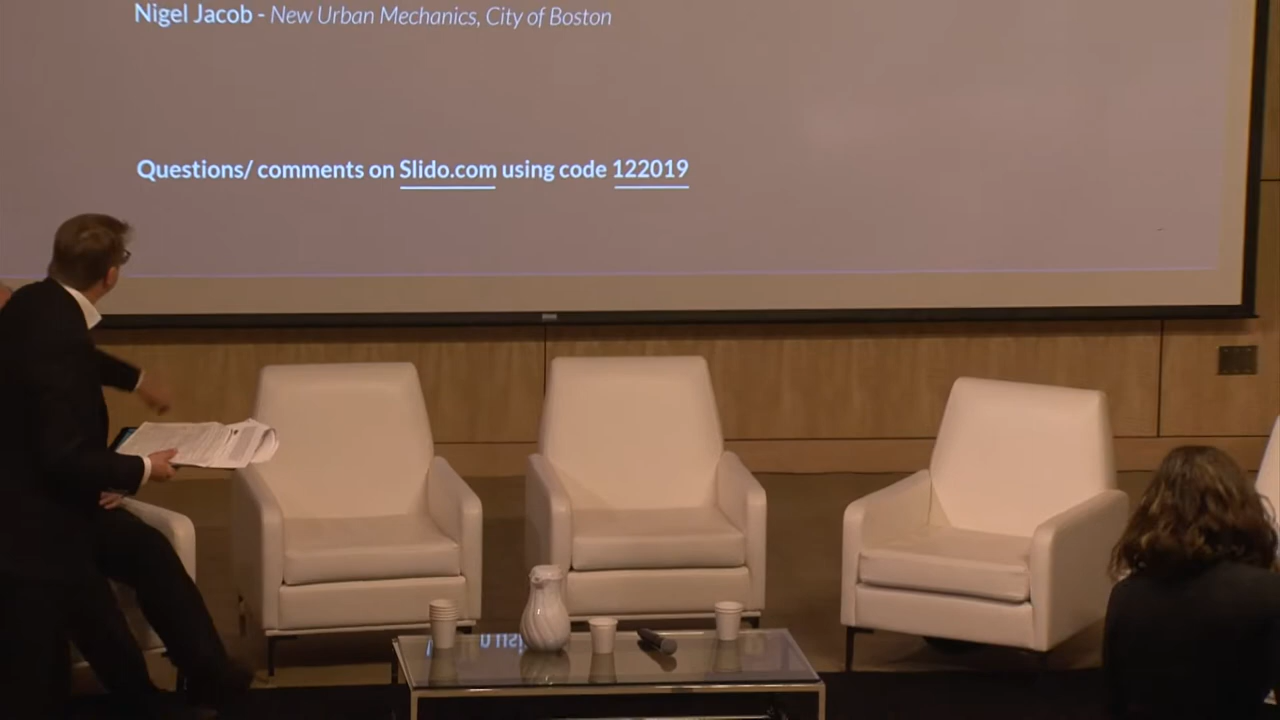 Nigel Jacob - New Urban Mechanics, City of Boston
Questions/ comments on Slido.com using code 122019